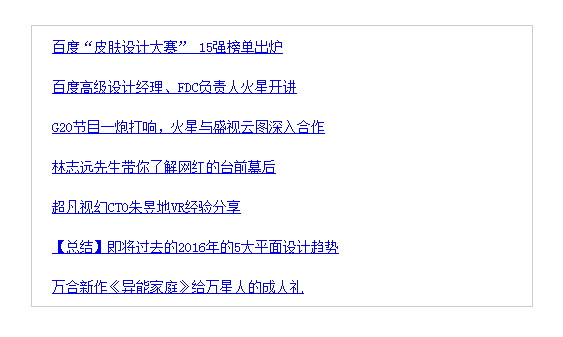 百度“皮肤设计大赛” 15强榜单出炉
百度高级设计经理、FDC负责人火星开讲
G20节目一炮打响，火星与盛视云图深入合作
林志远先生带你了解网红的台前幕后
超凡视幻CTO朱昱地VR经验分享
【总结】即将过去的2016年的5大平面设计趋势
万合新作《异能家庭》给万星人的成人礼